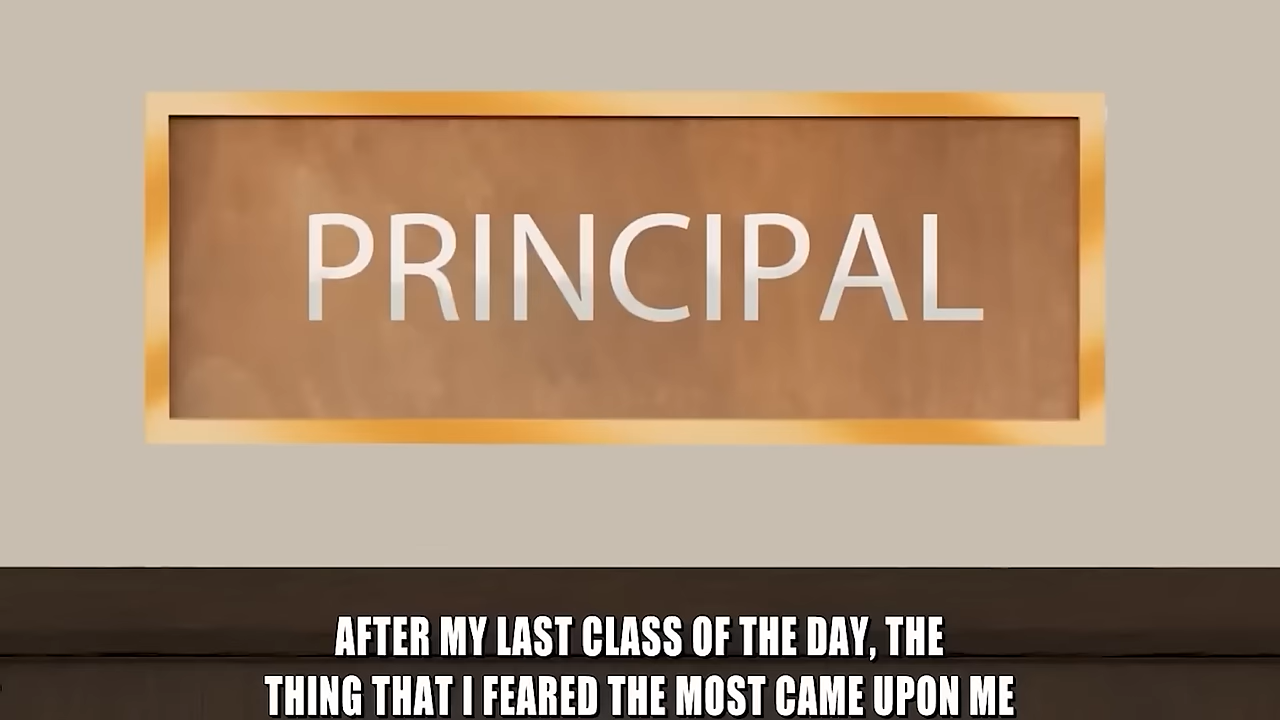 PRINCIPAL
AFTER MY LAST CLASS OF THE DAY, THE
THING THAT I FEARED THE MOST CAME UPON ME